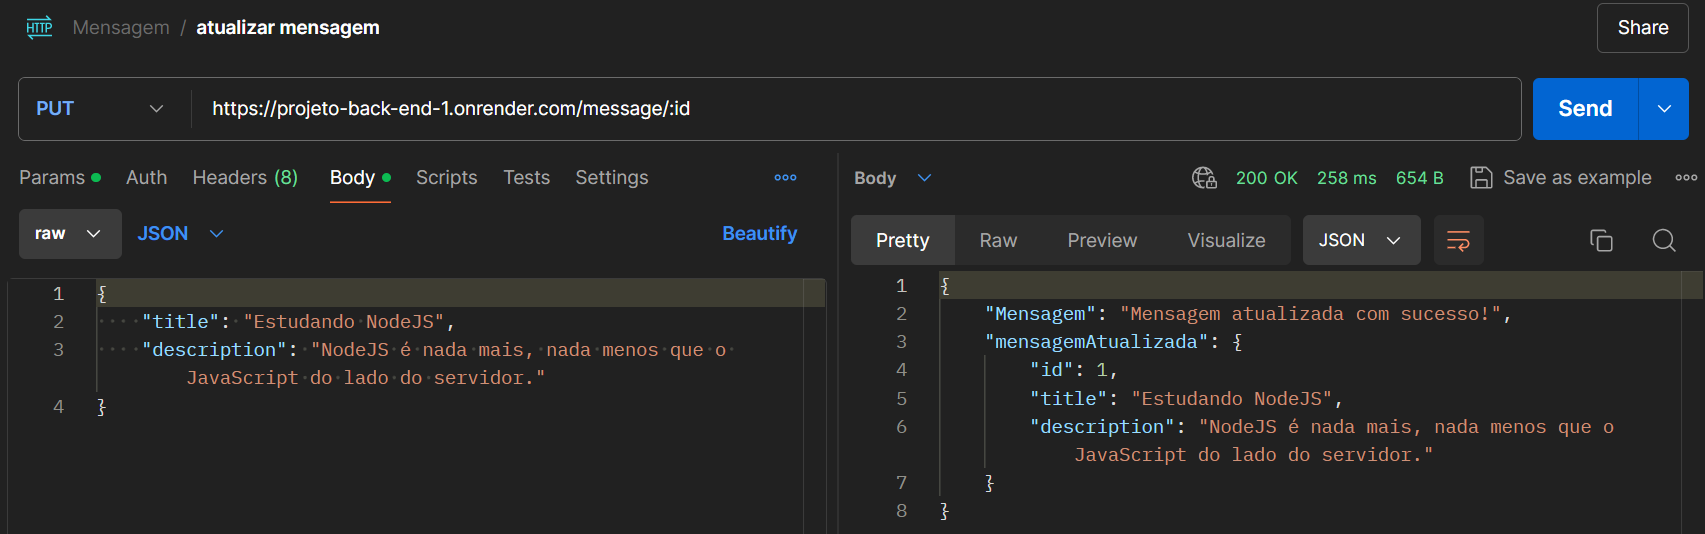 HTTP Mensagem / atualizar mensagem Share
PUT https://projeto-back-end-1.onrender.com/message/:id Send
Params Auth Headers (8) Body Scripts Tests Settings
raw JSON Beautify
1 {
2 "title": "Estudando NodeJS",
3 "description": "NodeJS é nada mais, nada menos que o
JavaScript do lado do servidor."
4 }
Body 200 OK 258 ms 654 B Save as example
Pretty Raw Preview Visualize JSON
1 {
2 "Mensagem": "Mensagem atualizada com sucesso!",
3 "mensagemAtualizada": {
4 "id": 1,
5 "title": "Estudando NodeJS",
6 "description": "NodeJS é nada mais, nada menos que o
JavaScript do lado do servidor."
7 }
8 }